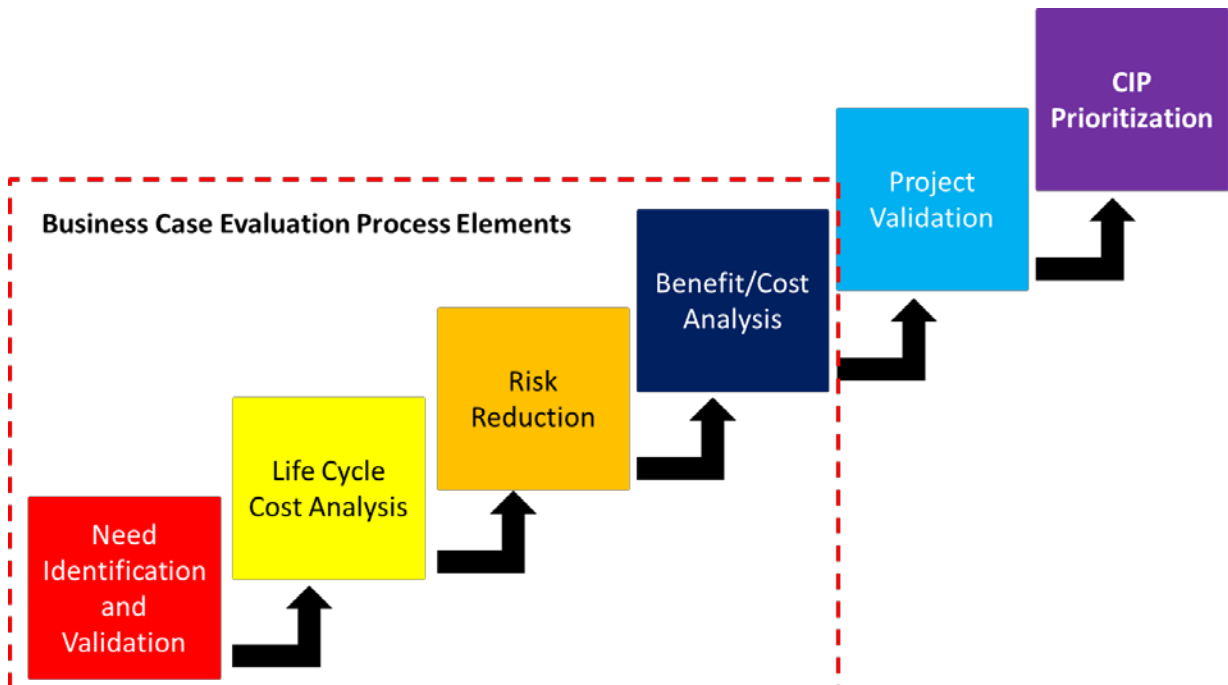 CIP
Prioritization
Project
Validation
Business Case Evaluation Process Elements
Benefit/Cost
Analysis
Risk
Reduction
Life Cycle
Cost Analysis
Need
Identification
and
Validation